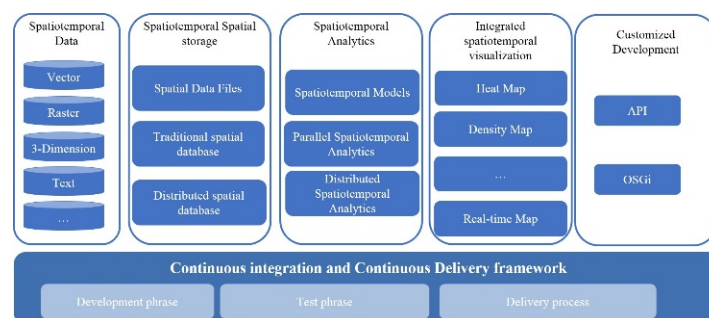 Spatiotemporal
Data
Vector
Raster
3-Dimension
Text
…
Spatiotemporal Spatial
storage
Spatial Data Files
Traditional spatial
database
Distributed spatial
database
Spatiotemporal
Analytics
Spatiotemporal Models
Parallel Spatiotemporal
Analytics
Distributed
Spatiotemporal
Analytics
Integrated
spatiotemporal
visualization
Heat Map
Density Map
…
Real-time Map
Customized
Development
API
OSGi
Continuous integration and Continuous Delivery framework
Development phrase
Test phrase
Delivery process